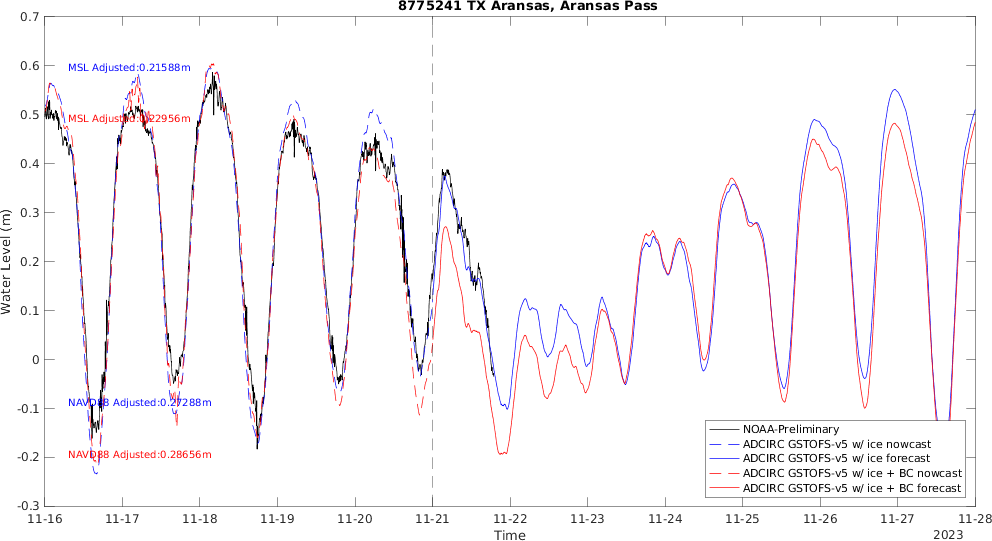 8775241 TX Aransas, Aransas Pass
0.7
0.6
0.5
0.4
0.3
0.2
0.1
0
-0.1
-0.2
-0.3
Water Level (m)
MSL Adjusted:0.21588m
MSL Adjusted:0.22956m
NAVD88 Adjusted:0.27288m
NAVD88 Adjusted:0.28656m
NOAA-Preliminary
ADCIRC GSTOFS-v5 w/ ice nowcast
ADCIRC GSTOFS-v5 w/ ice forecast
ADCIRC GSTOFS-v5 w/ ice + BC nowcast
ADCIRC GSTOFS-v5 w/ ice + BC forecast
11-16 11-17 11-18 11-19 11-20 11-21 11-22 11-23 11-24 11-25 11-26 11-27 11-28
Time
2023